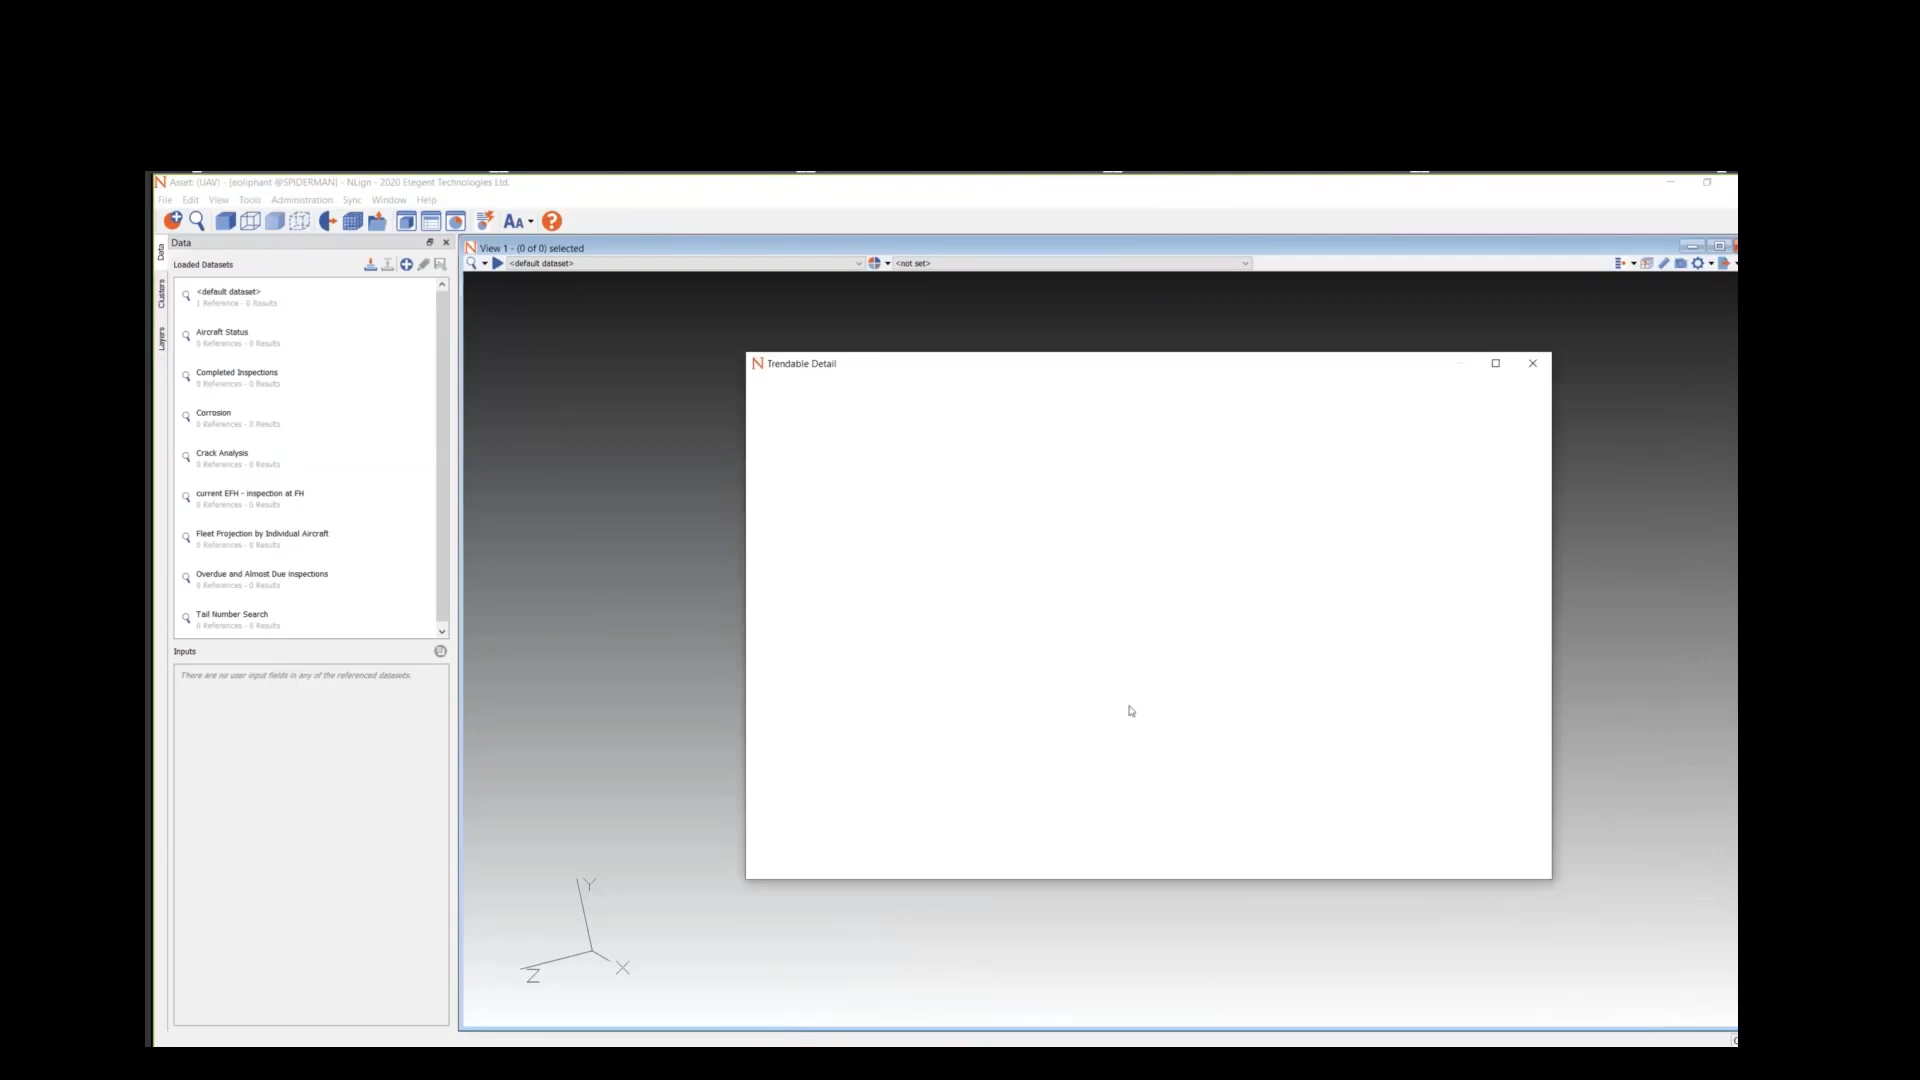 Asset: (UAV) - [eoliphant @SPIDERMAN] - NLign - 2020 Etegent Technologies Ltd.
File Edit View Tools Administration Sync Window Help
AA
Data
Data
Clusters
Layers
Loaded Datasets
<default dataset>
1 Reference - 0 Results
Aircraft Status
0 References - 0 Results
Completed Inspections
0 References - 0 Results
Corrosion
0 References - 0 Results
Crack Analysis
0 References - 0 Results
current EFH - inspection at FH
0 References - 0 Results
Fleet Projection by Individual Aircraft
0 References - 0 Results
Overdue and Almost Due inspections
0 References - 0 Results
Tail Number Search
0 References - 0 Results
Inputs
There are no user input fields in any of the referenced datasets.
View 1 - (0 of 0) selected
<default dataset>
<not set>
Trendable Detail
Y
Z
X